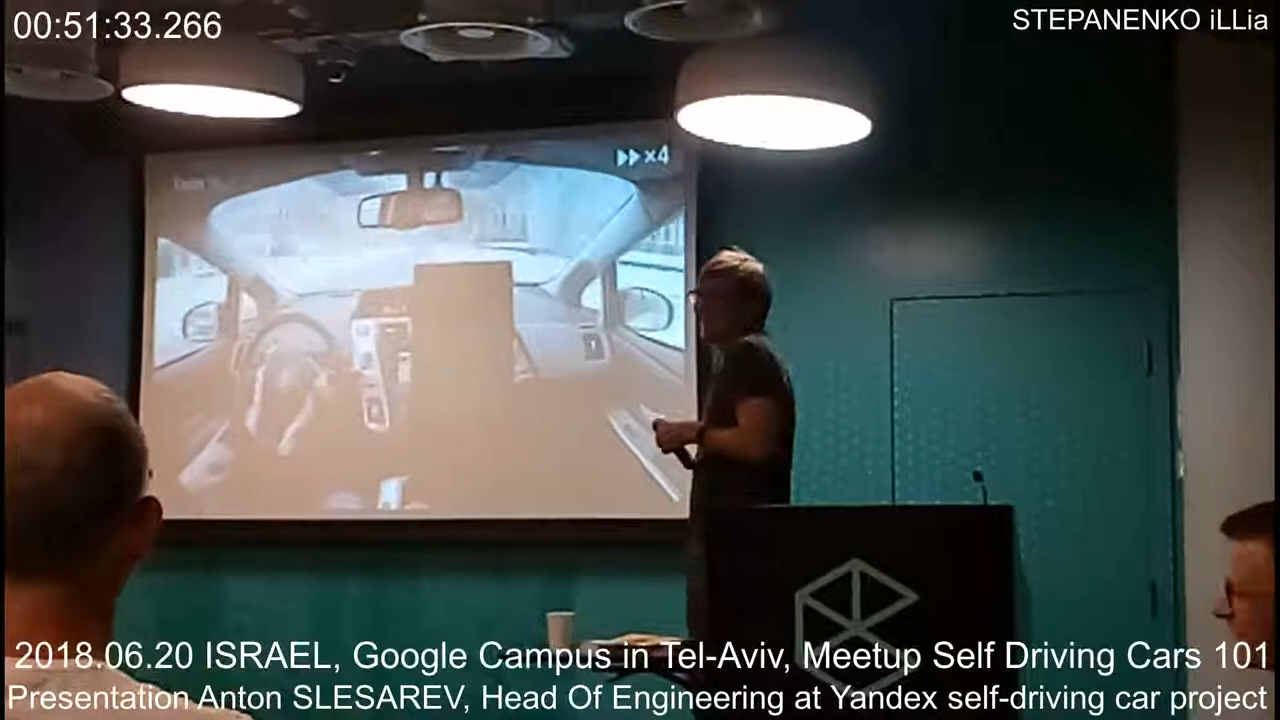 00:51:33.266
STEPANENKO iLLia
x4
2018.06.20 ISRAEL, Google Campus in Tel-Aviv, Meetup Self Driving Cars 101
Presentation Anton SLESAREV, Head Of Engineering at Yandex self-driving car project